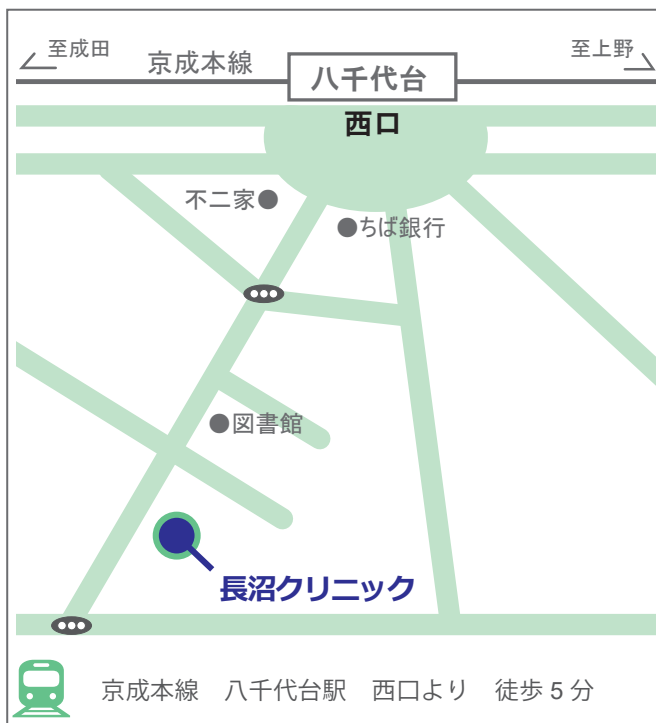 至成田
京成本線
八千代台
至上野
西口
不二家
ちば銀行
図書館
長沼クリニック
京成本線　八千代台駅　西口より　徒歩5分